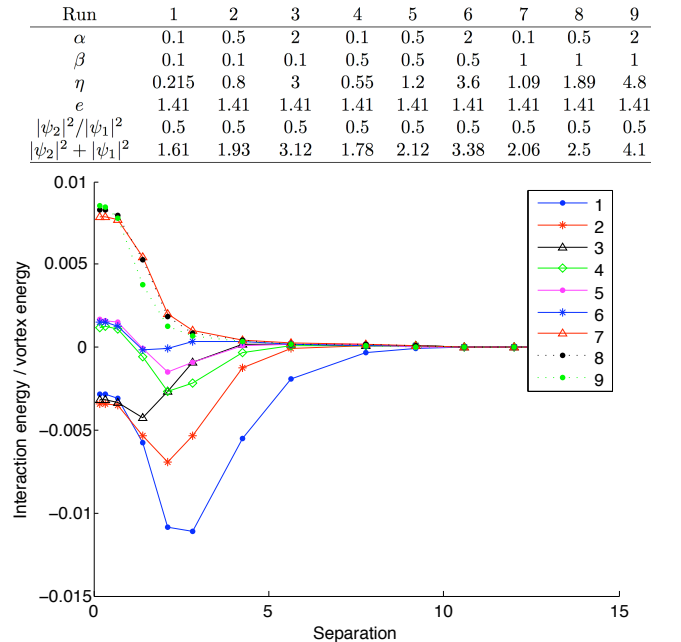 Run 1 2 3 4 5 6 7 8 9
α 0.1 0.5 2 0.1 0.5 2 0.1 0.5 2
β 0.1 0.1 0.1 0.5 0.5 0.5 1 1 1
η 0.215 0.8 3 0.55 1.2 3.6 1.09 1.89 4.8
e 1.41 1.41 1.41 1.41 1.41 1.41 1.41 1.41 1.41
|ψ₂|²/|ψ₁|² 0.5 0.5 0.5 0.5 0.5 0.5 0.5 0.5 0.5
|ψ₂|² + |ψ₁|² 1.61 1.93 3.12 1.78 2.12 3.38 2.06 2.5 4.1
0.01
0.005
0
−0.005
−0.01
−0.015
Interaction energy / vortex energy
1
2
3
4
5
6
7
8
9
0 5 10 15
Separation